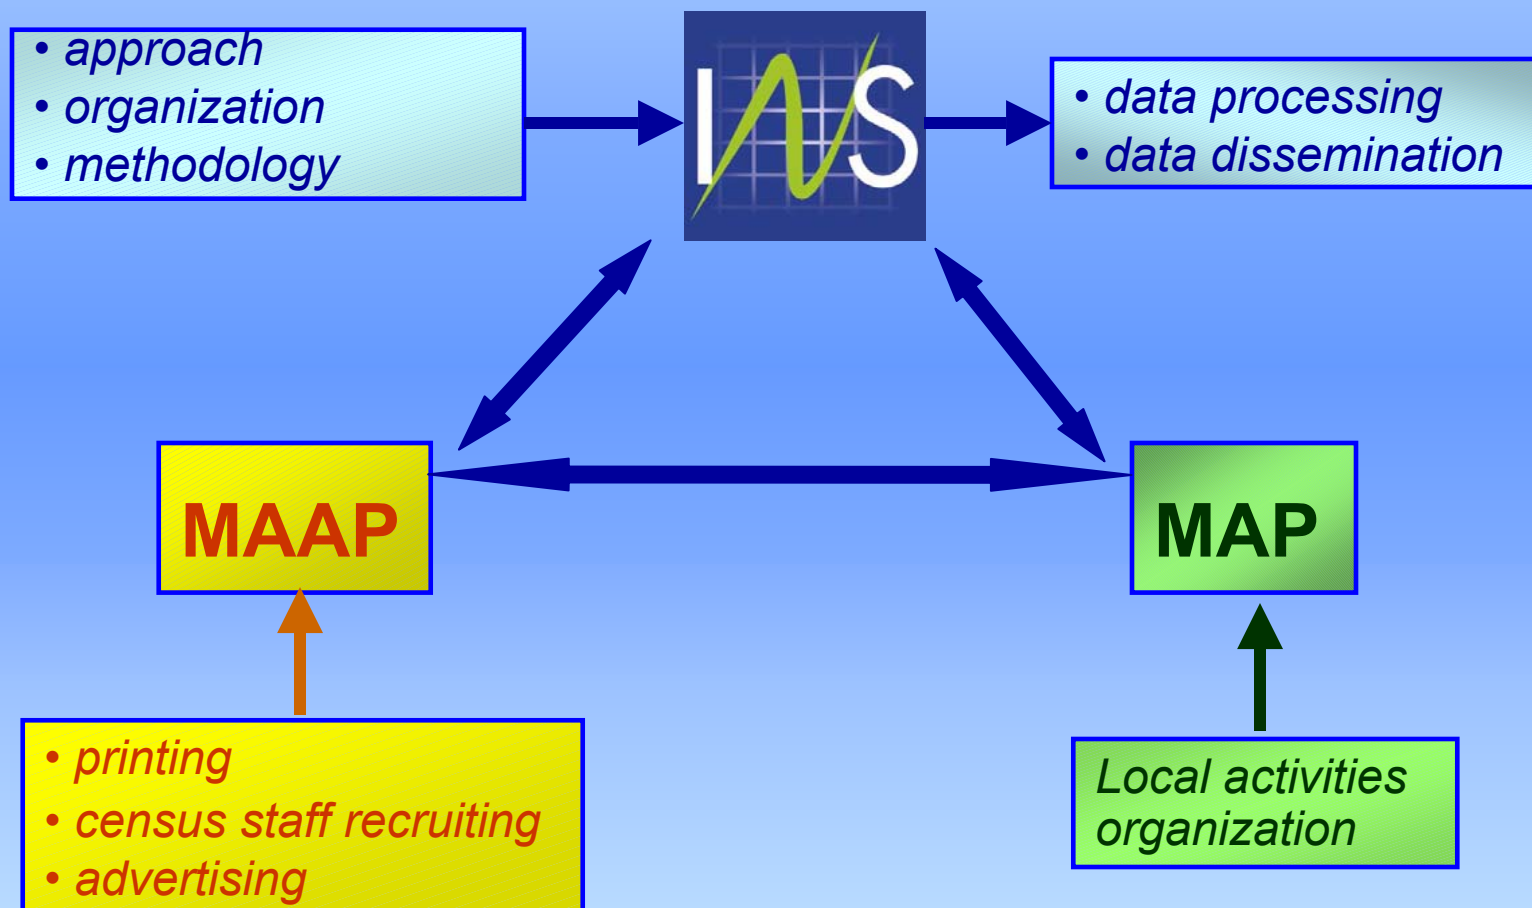 • approach
• organization
• methodology
INS
• data processing
• data dissemination
MAAP
MAP
• printing
• census staff recruiting
• advertising
Local activities
organization